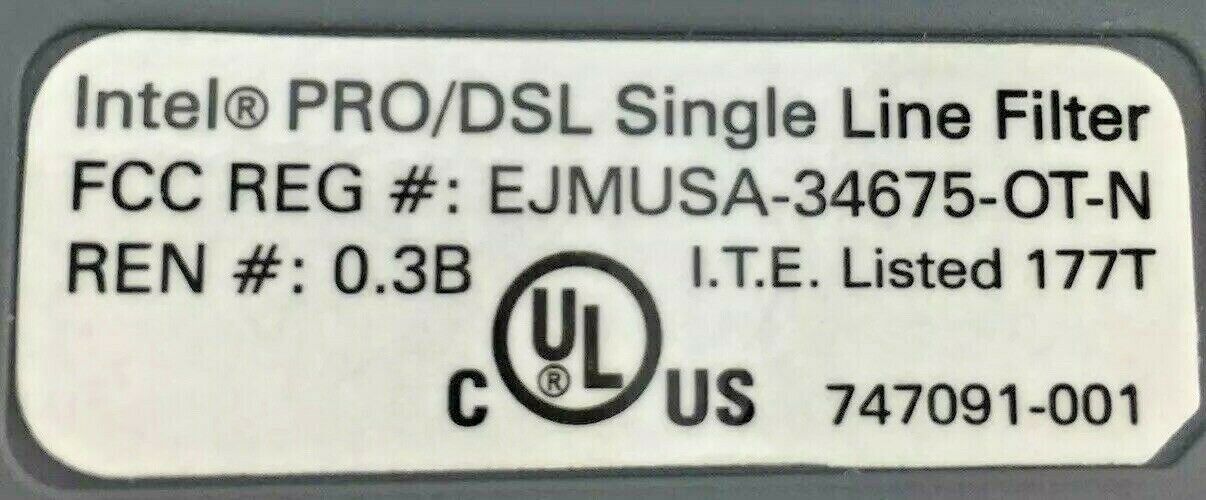 Intel® PRO/DSL Single Line Filter
FCC REG #: EJMUSA-34675-OT-N
REN #: 0.3B
I.T.E. Listed 177T
C UL® US
747091-001